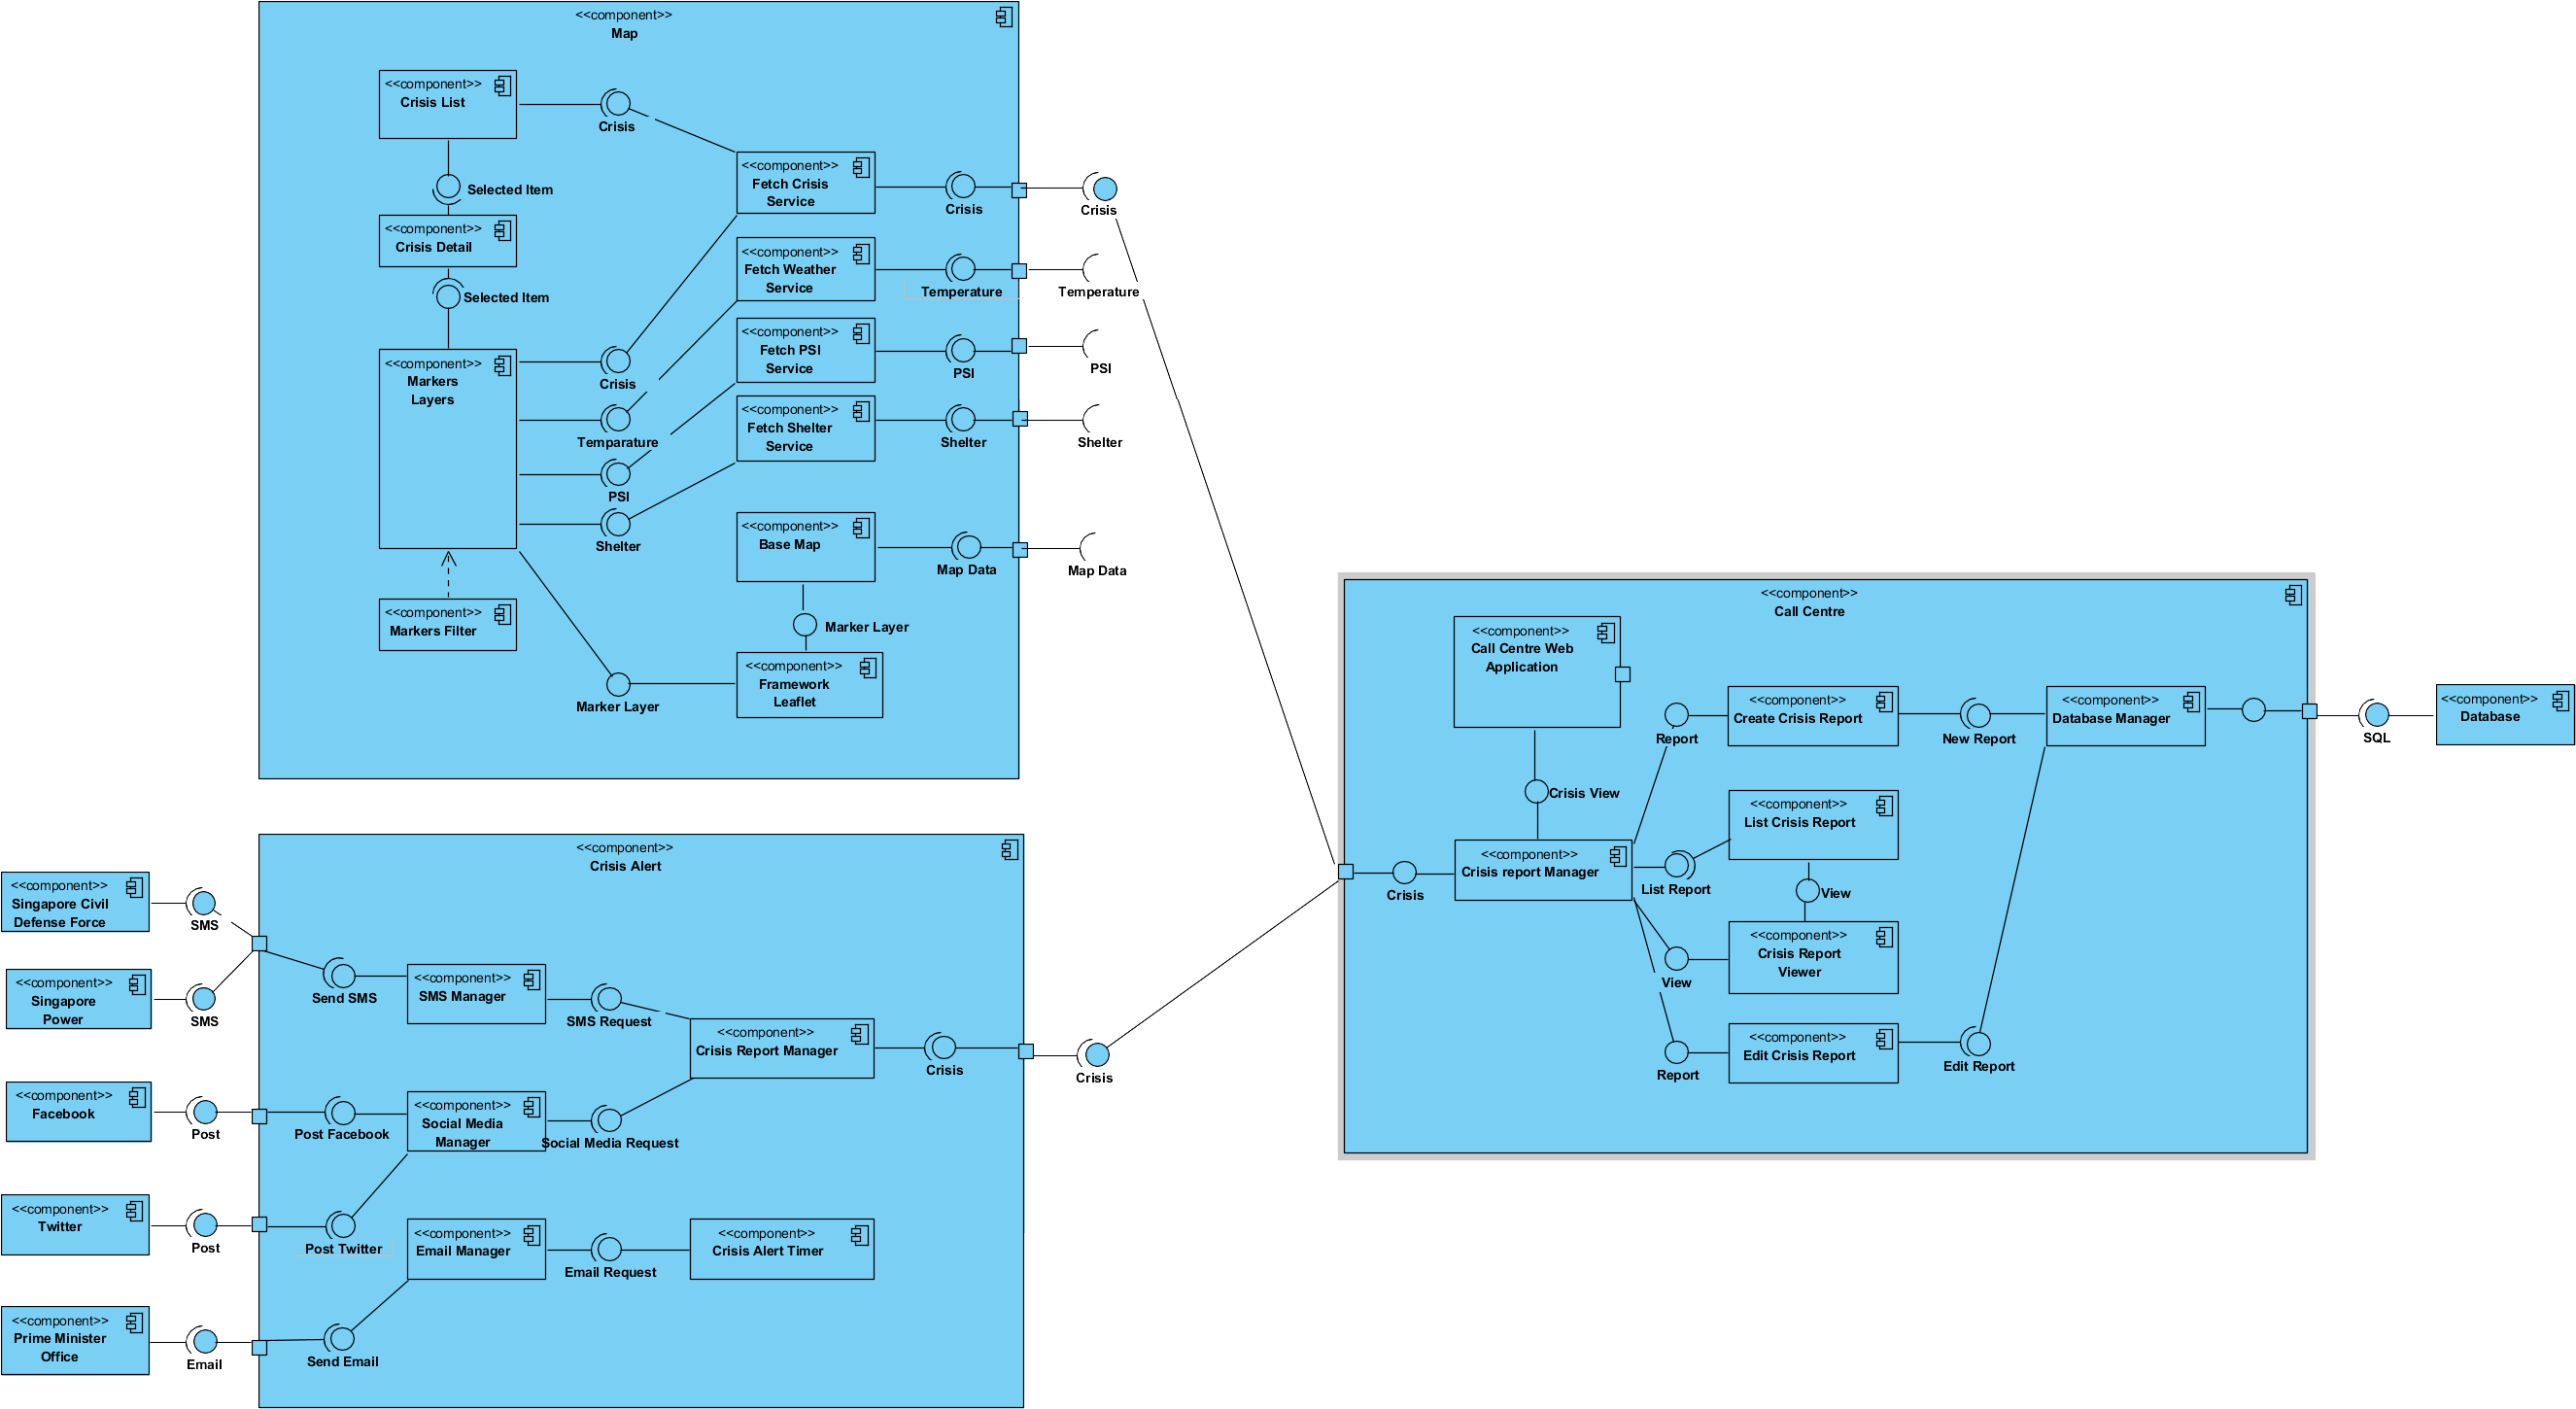 <<component>>
Map
<<component>>
Crisis List
Crisis
Selected Item
<<component>>
Crisis Detail
Selected Item
<<component>>
Markers
Layers
Crisis
Temparature
PSI
Shelter
<<component>>
Markers Filter
<<component>>
Fetch Crisis
Service
<<component>>
Fetch Weather
Service
<<component>>
Fetch PSI
Service
<<component>>
Fetch Shelter
Service
<<component>>
Base Map
Marker Layer
<<component>>
Framework
Leaflet
Marker Layer
Crisis
Temperature
PSI
Shelter
Map Data
Crisis
Temperature
PSI
Shelter
Map Data
<<component>>
Call Centre
<<component>>
Call Centre Web
Application
Crisis View
<<component>>
Crisis report Manager
Crisis
Report
List Report
View
Report
<<component>>
Create Crisis Report
<<component>>
List Crisis Report
View
<<component>>
Crisis Report
Viewer
<<component>>
Edit Crisis Report
New Report
Edit Report
<<component>>
Database Manager
SQL
<<component>>
Database
<<component>>
Crisis Alert
<<component>>
Singapore Civil
Defense Force
SMS
<<component>>
Singapore
Power
SMS
<<component>>
Facebook
Post
<<component>>
Twitter
Post
<<component>>
Prime Minister
Office
Email
Send SMS
Post Facebook
Post Twitter
Send Email
<<component>>
SMS Manager
<<component>>
Social Media
Manager
<<component>>
Email Manager
SMS Request
Social Media Request
Email Request
<<component>>
Crisis Report Manager
<<component>>
Crisis Alert Timer
Crisis
Crisis